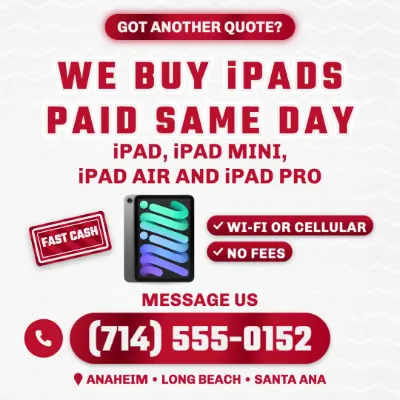 GOT ANOTHER QUOTE?
WE BUY iPADS
PAID SAME DAY
iPAD, iPAD MINI,
iPAD AIR AND iPAD PRO
FAST CASH
WI-FI OR CELLULAR
NO FEES
MESSAGE US
(714) 555-0152
ANAHEIM • LONG BEACH • SANTA ANA